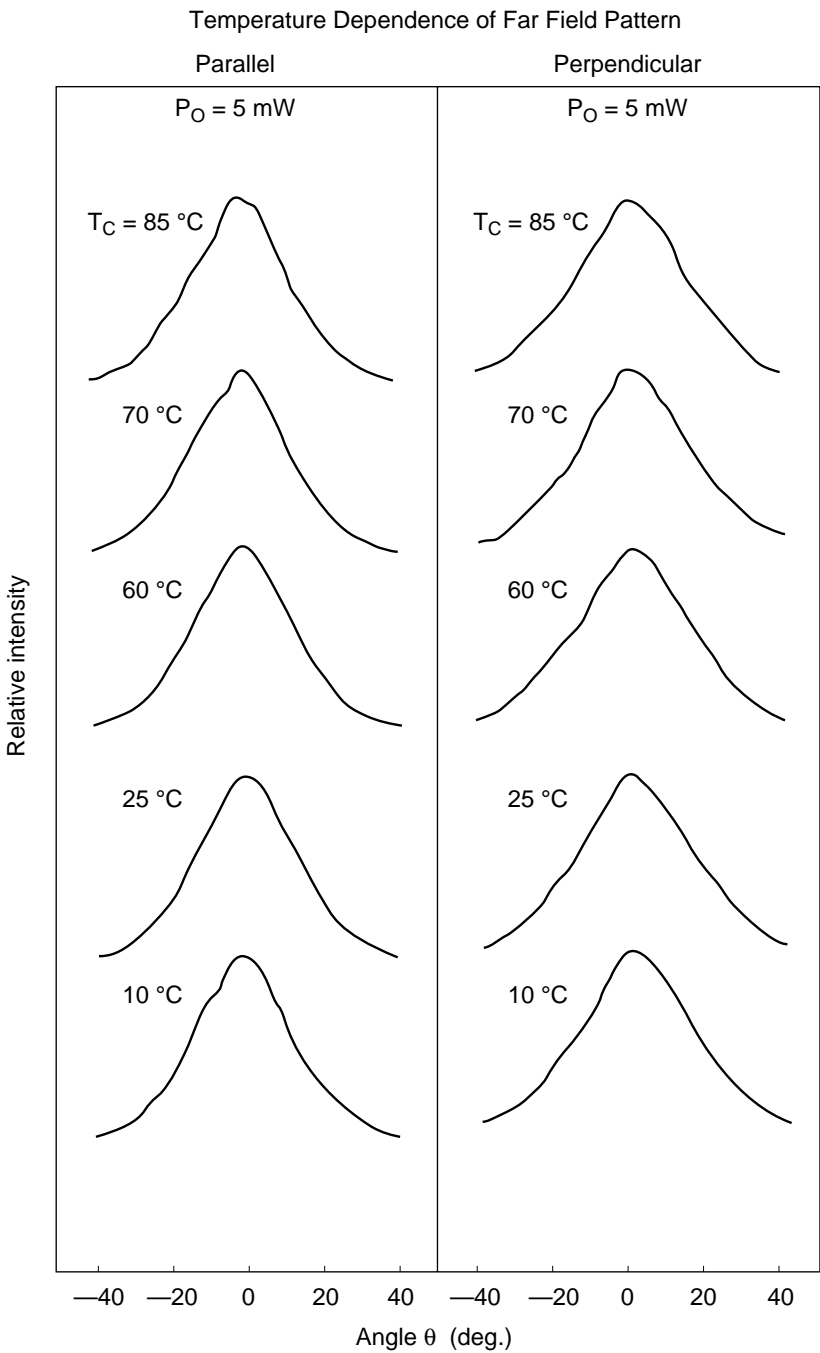 Temperature Dependence of Far Field Pattern
Parallel
Perpendicular
P_O = 5 mW
P_O = 5 mW
T_C = 85 °C
T_C = 85 °C
70 °C
70 °C
60 °C
60 °C
25 °C
25 °C
10 °C
10 °C
Relative intensity
—40 —20 0 20 40
—40 —20 0 20 40
Angle θ (deg.)